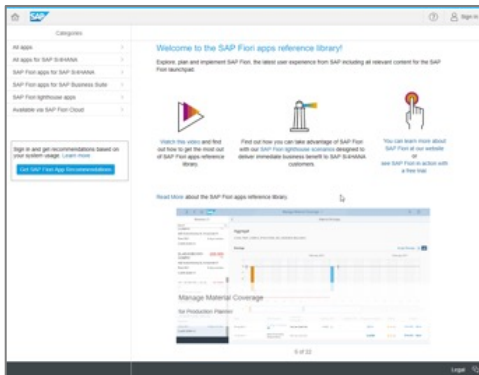 SAP
Sign in
Categories
All apps
All apps for SAP S/4HANA
SAP Fiori apps for SAP S/4HANA
SAP Fiori apps for SAP Business Suite
SAP Fiori lighthouse apps
Available via SAP Fiori Cloud
Sign in and get recommendations based on
your system usage. Learn more
Get SAP Fiori App Recommendations
Welcome to the SAP Fiori apps reference library!
Explore, plan and implement SAP Fiori, the latest user experience from SAP including all relevant content for the SAP
Fiori launchpad.
Watch this video and find
out how to get the most out
of SAP Fiori apps reference
library.
Find out how you can take advantage of SAP Fiori
with our SAP Fiori lighthouse scenarios designed to
deliver immediate business benefit to SAP S/4HANA
customers.
You can learn more about
SAP Fiori at our website
or
see SAP Fiori in action with
a free trial.
Read More about the SAP Fiori apps reference library.
Manage Material Coverage
Manage Material Coverage
for Production Planner
Legal